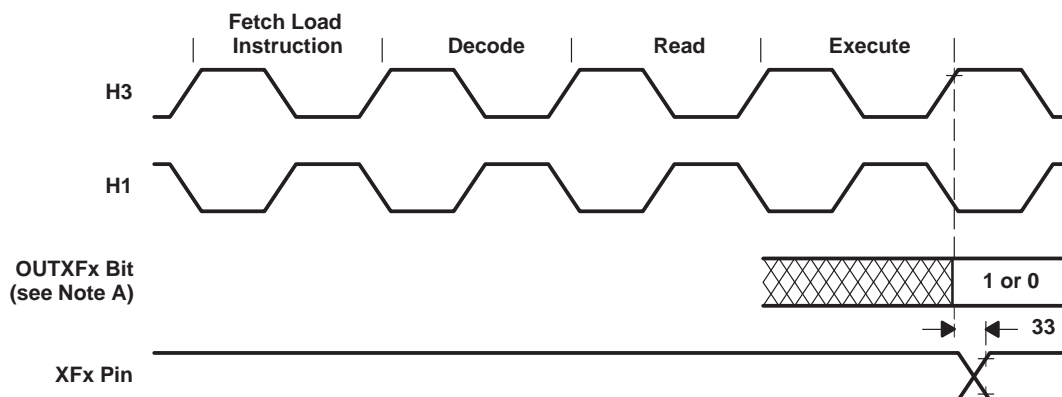 Fetch Load
Instruction
Decode
Read
Execute
H3
H1
OUTXFx Bit
(see Note A)
1 or 0
33
XFx Pin